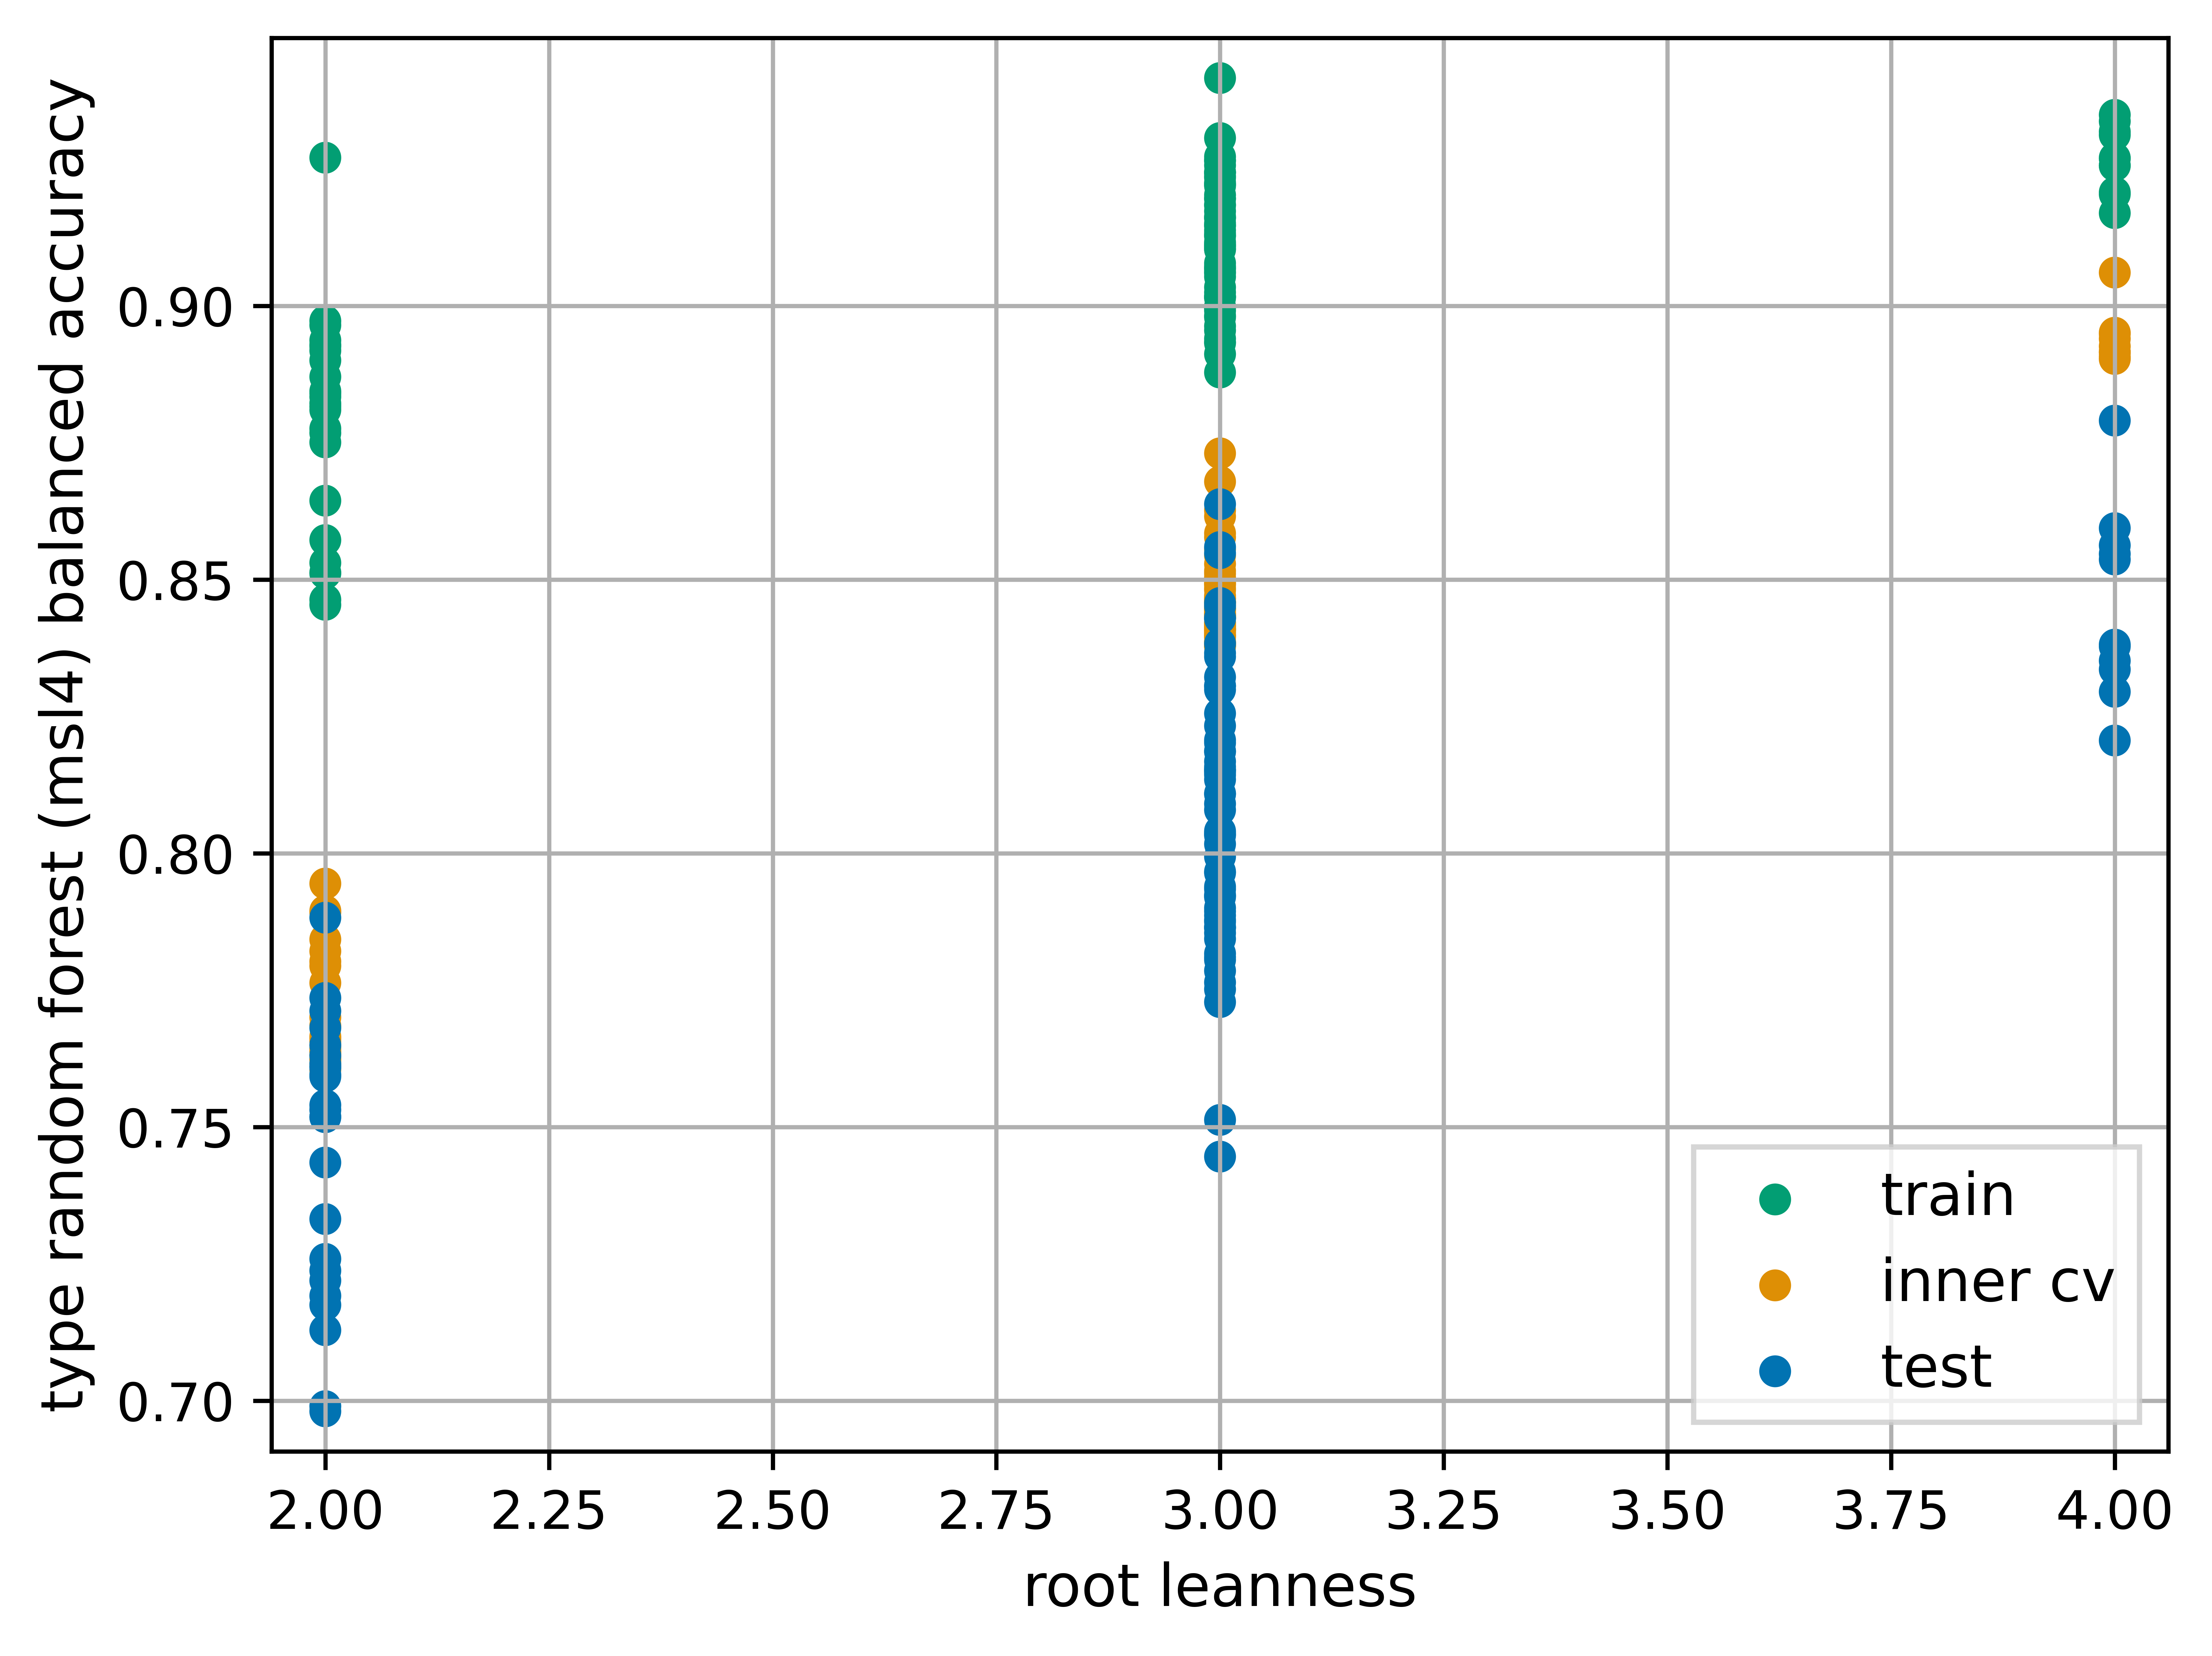 type random forest (msl4) balanced accuracy
0.90
0.85
0.80
0.75
0.70
train
inner cv
test
2.00 2.25 2.50 2.75 3.00 3.25 3.50 3.75 4.00
root leanness